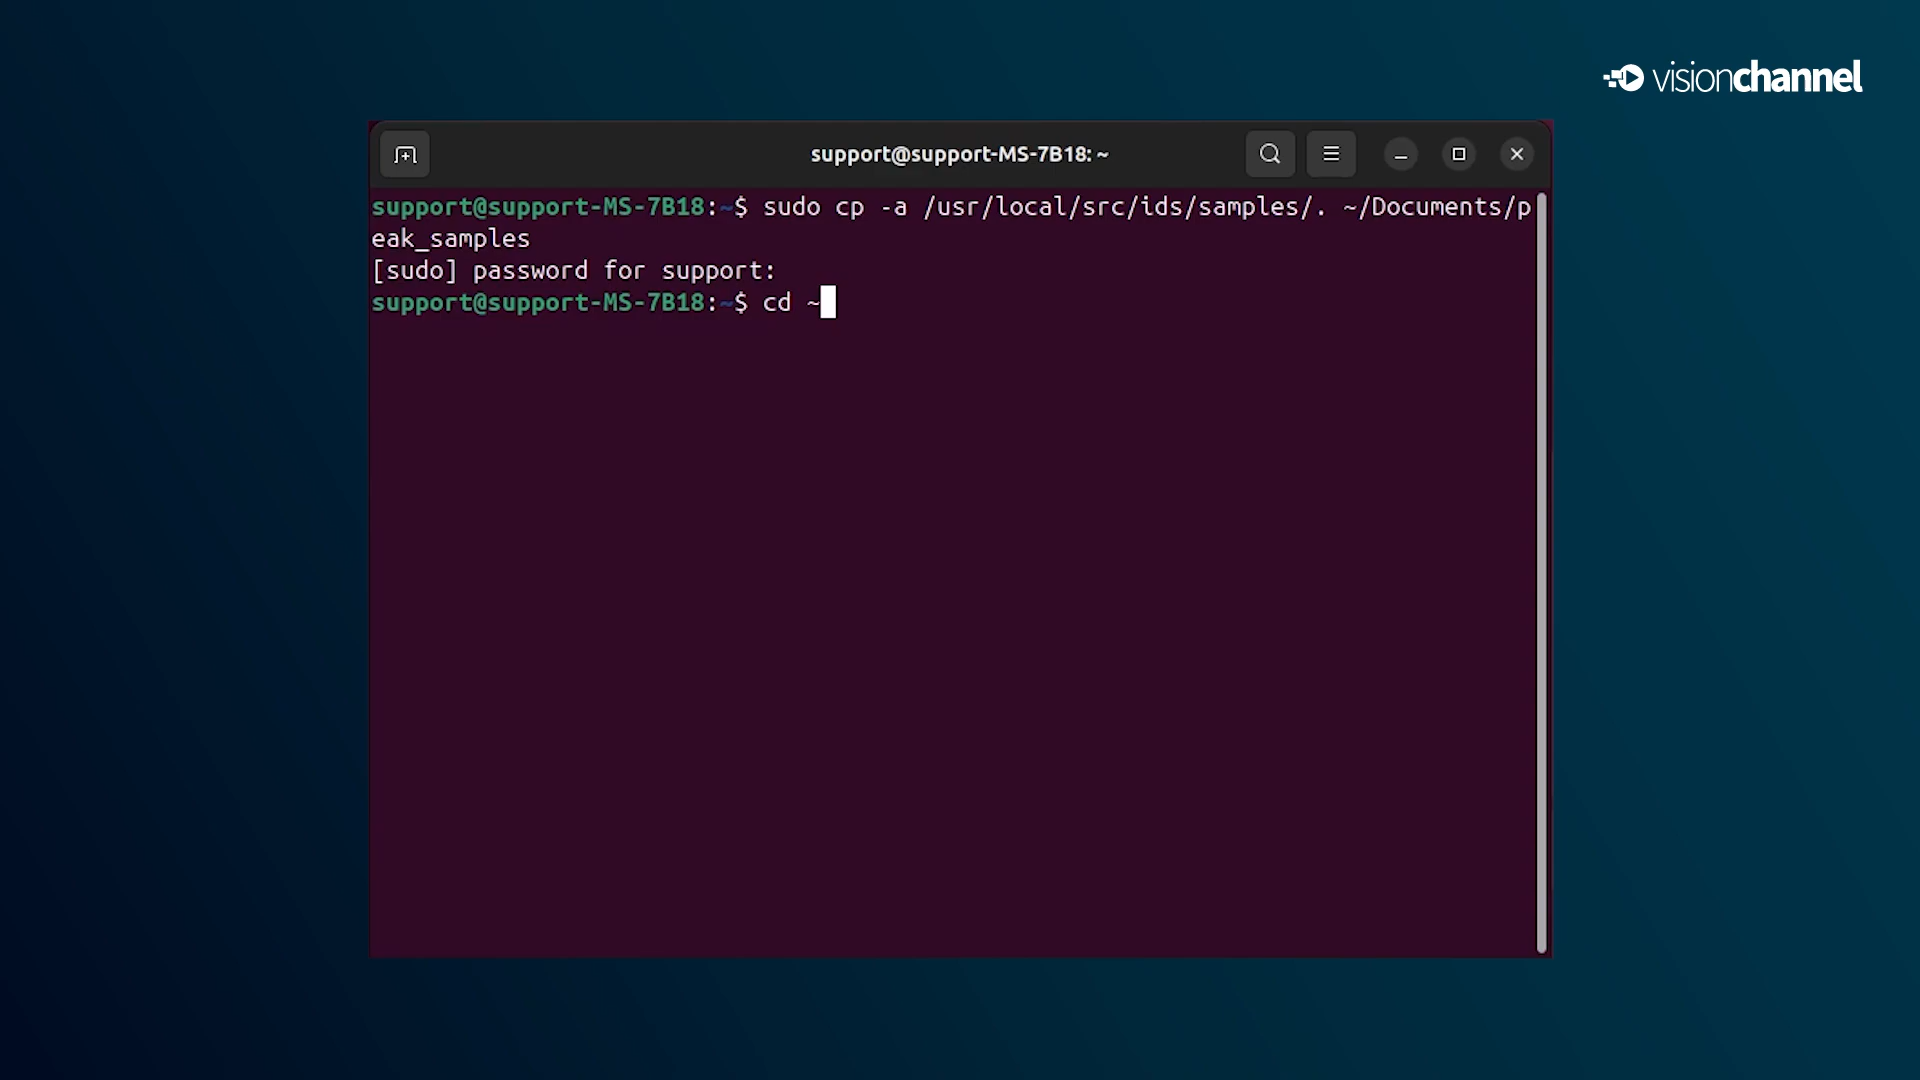 visionchannel
support@support-MS-7B18: ~
support@support-MS-7B18:~$ sudo cp -a /usr/local/src/ids/samples/. ~/Documents/p
eak_samples
[sudo] password for support:
support@support-MS-7B18:~$ cd ~